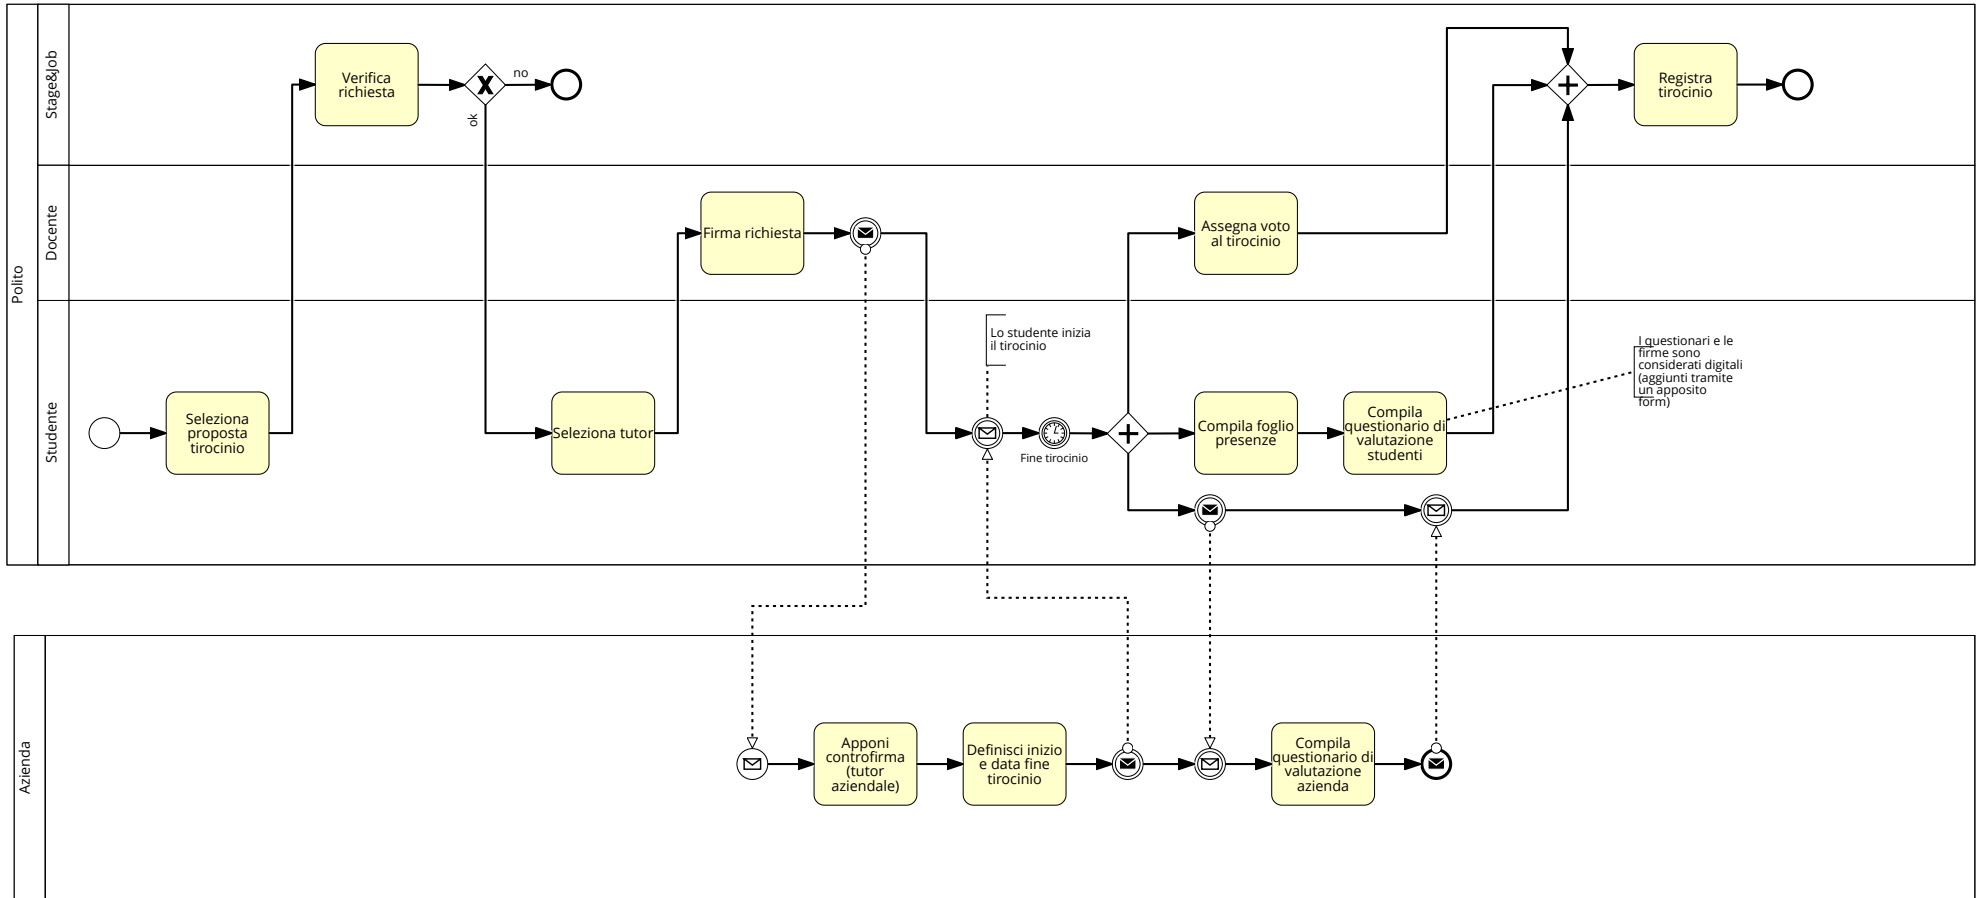 Polito
Stage&Job
Verifica
richiesta
no
ok
Registra
tirocinio
Docente
Firma richiesta
Assegna voto
al tirocinio
Studente
Seleziona
proposta
tirocinio
Seleziona tutor
Lo studente inizia
il tirocinio
Fine tirocinio
Compila foglio
presenze
Compila
questionario di
valutazione
studenti
I questionari e le
firme sono
considerati digitali
(aggiunti tramite
un apposito
form)
Azienda
Apponi
controfirma
(tutor
aziendale)
Definisci inizio
e data fine
tirocinio
Compila
questionario di
valutazione
azienda